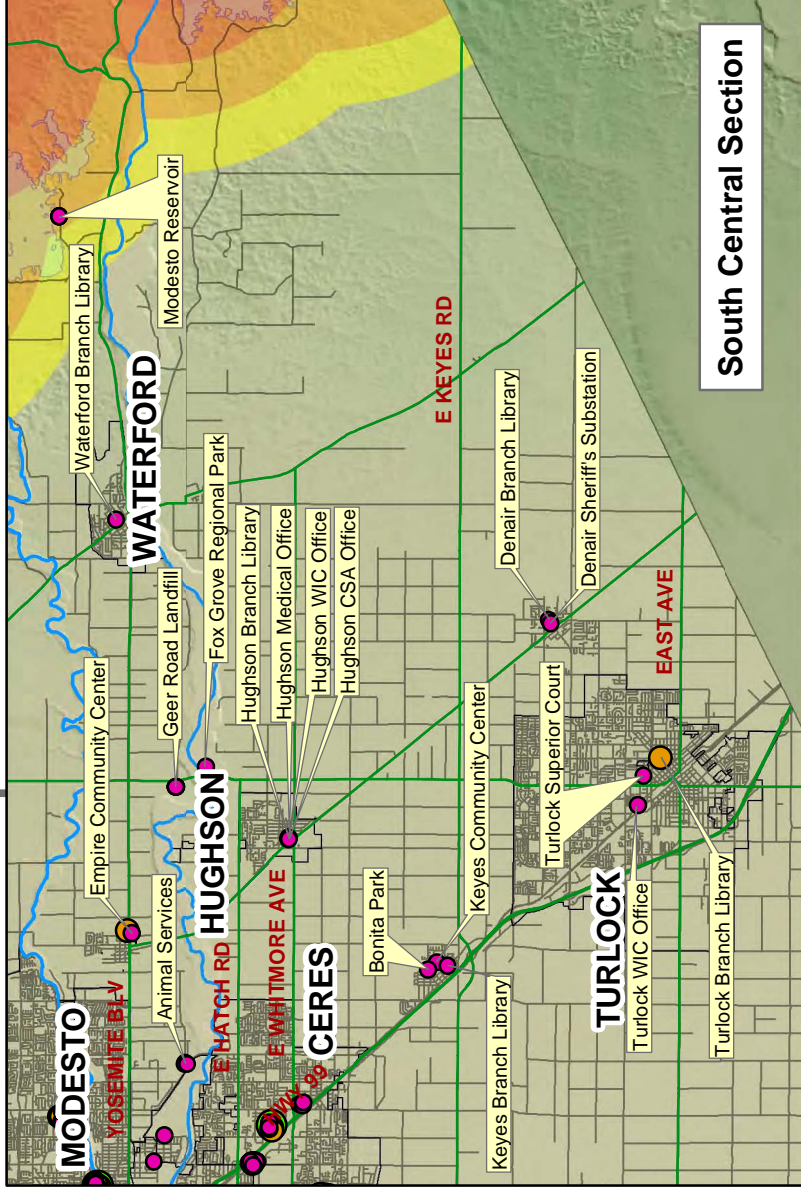 Modesto Reservoir
Waterford Branch Library
WATERFORD
Empire Community Center
Geer Road Landfill
Fox Grove Regional Park
MODESTO
YOSEMITE BLV
Animal Services
HUGHSON
Hughson Branch Library
Hughson Medical Office
Hughson WIC Office
Hughson CSA Office
E HATCH RD
E WHITMORE AVE
CERES
HWY 99
Bonita Park
Keyes Community Center
Keyes Branch Library
E KEYES RD
Denair Branch Library
Denair Sheriff's Substation
Turlock Superior Court
EAST AVE
TURLOCK
Turlock WIC Office
Turlock Branch Library
South Central Section